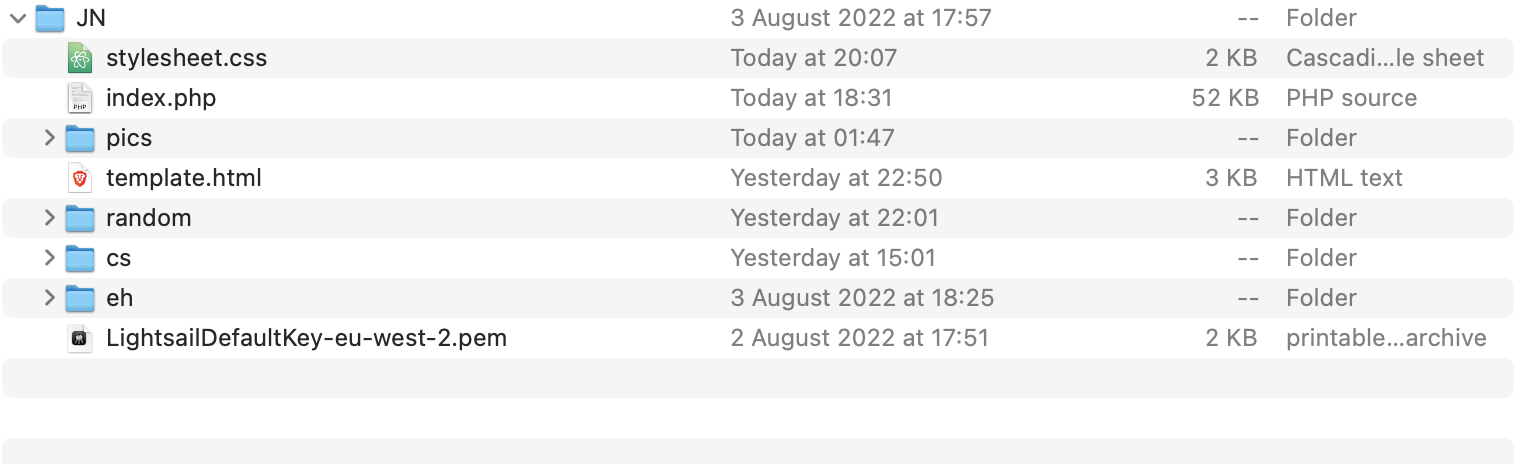 JN 3 August 2022 at 17:57 -- Folder
stylesheet.css Today at 20:07 2 KB Cascadi...le sheet
PHP index.php Today at 18:31 52 KB PHP source
pics Today at 01:47 -- Folder
template.html Yesterday at 22:50 3 KB HTML text
random Yesterday at 22:01 -- Folder
cs Yesterday at 15:01 -- Folder
eh 3 August 2022 at 18:25 -- Folder
LightsailDefaultKey-eu-west-2.pem 2 August 2022 at 17:51 2 KB printable...archive